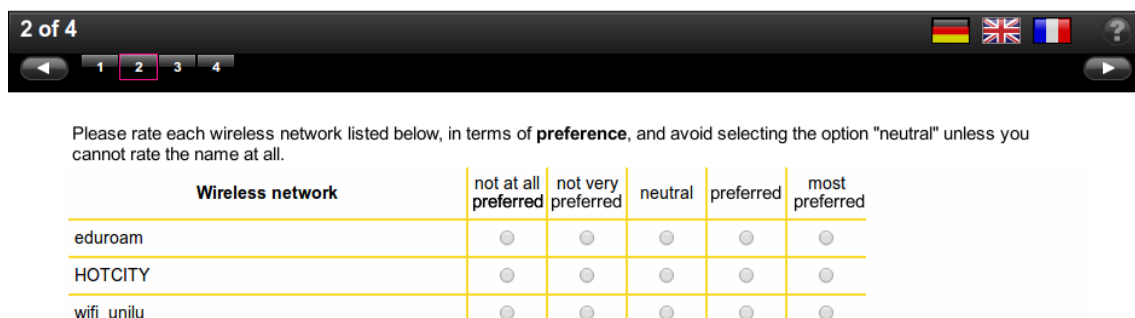 2 of 4
?
1 2 3 4
Please rate each wireless network listed below, in terms of preference, and avoid selecting the option "neutral" unless you
cannot rate the name at all.
Wireless network
not at all preferred
not very preferred
neutral
preferred
most preferred
eduroam
HOTCITY
wifi_unilu